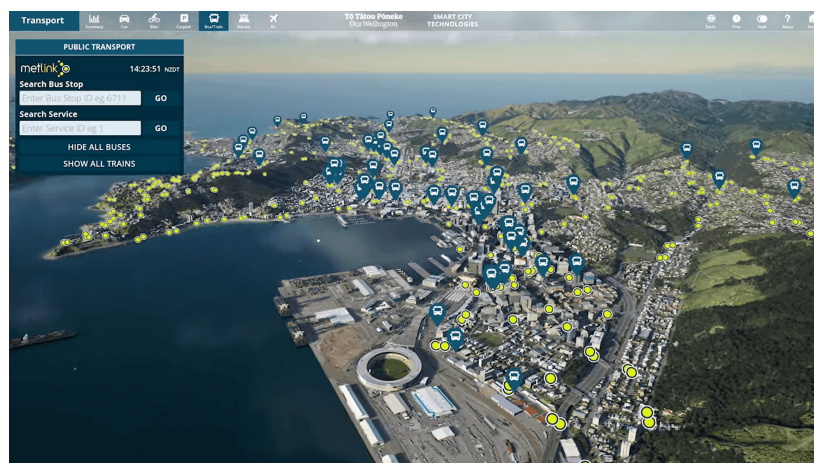 Transport
Summary
Car
Bike
Carpark
Bus/Train
Marine
Air
Tō Tātou Pōneke
Our Wellington
SMART CITY
TECHNOLOGIES
Time
Style
PUBLIC TRANSPORT
metlink
14:23:51 NZDT
Search Bus Stop
Enter Bus Stop ID eg 6711
GO
Search Service
Enter Service ID eg 1
GO
HIDE ALL BUSES
SHOW ALL TRAINS